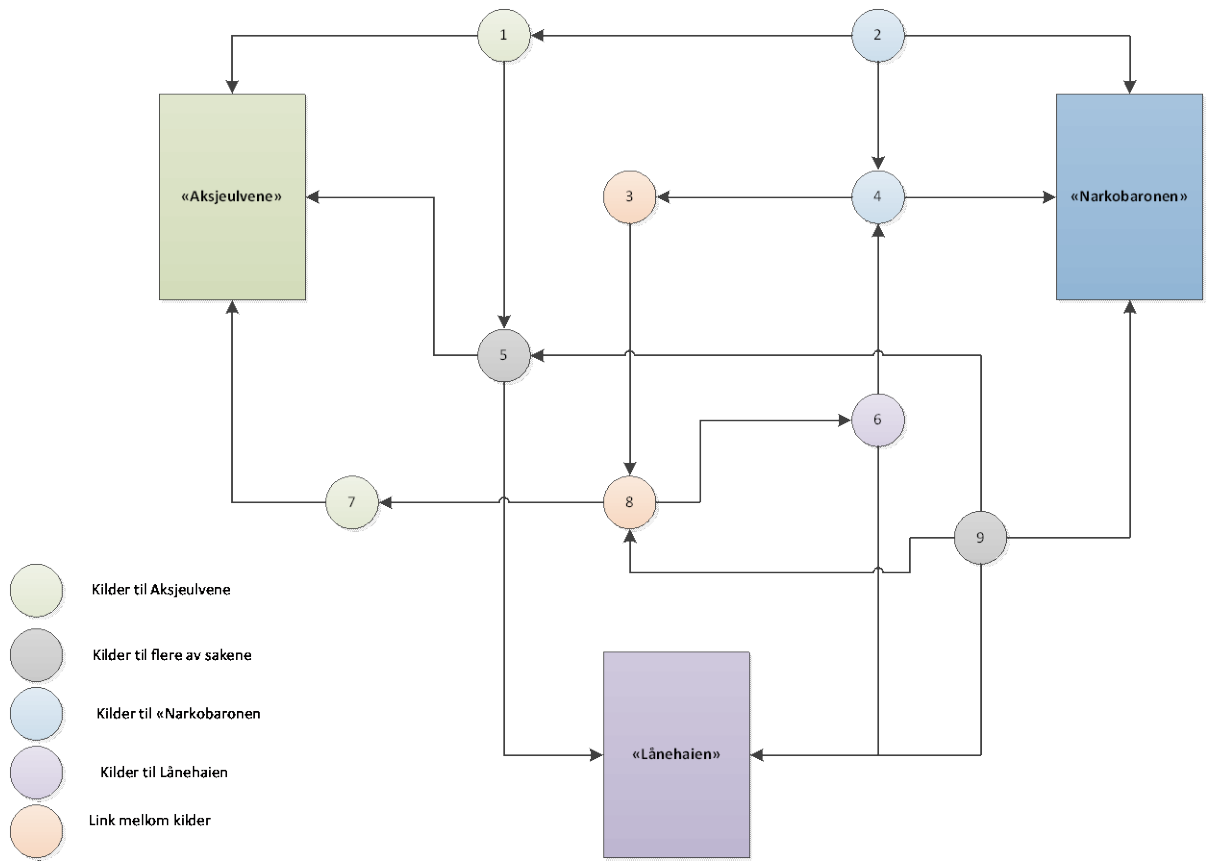 1
2
«Aksjeulvene»
3
4
«Narkobaronen»
5
6
7
8
9
Kilder til Aksjeulvene
Kilder til flere av sakene
Kilder til «Narkobaronen
«Lånehaien»
Kilder til Lånehaien
Link mellom kilder